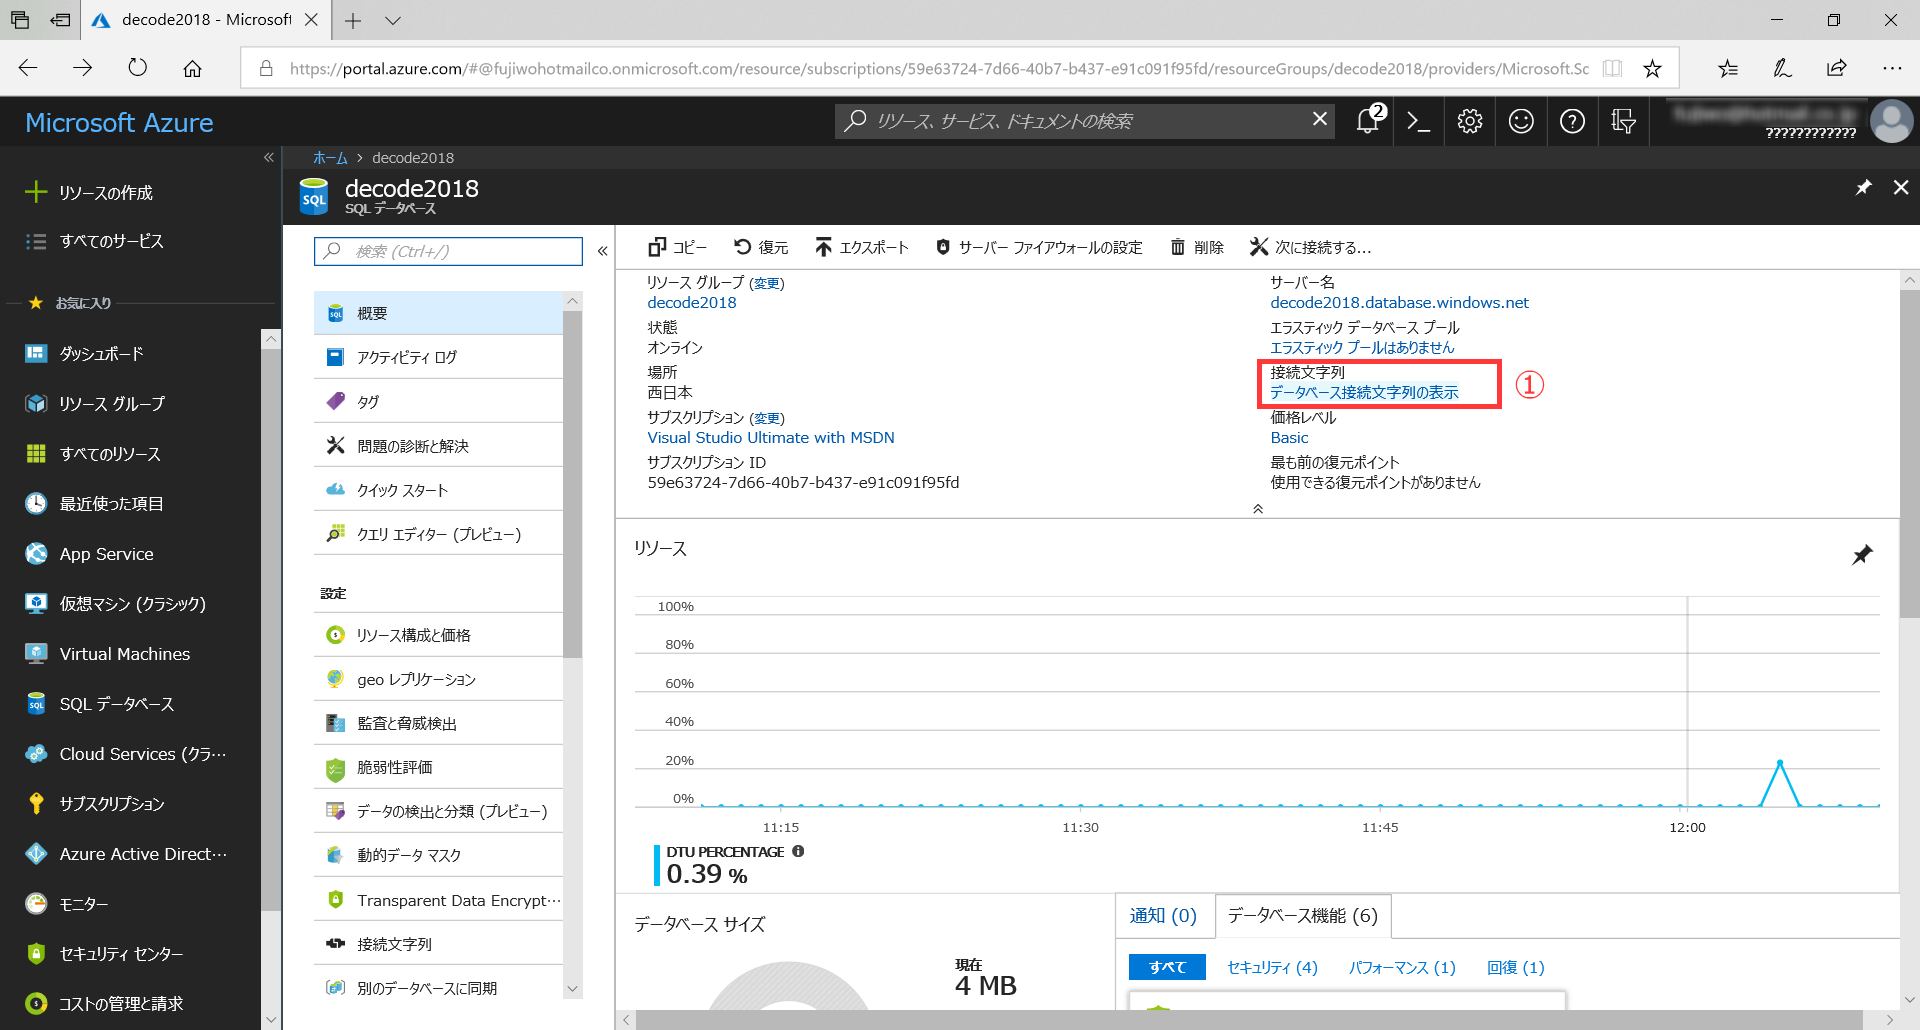 decode2018 - Microsoft
https://portal.azure.com/#@fujiwohotmailco.onmicrosoft.com/resource/subscriptions/59e63724-7d66-40b7-b437-e91c091f95fd/resourceGroups/decode2018/providers/Microsoft.Sc
Microsoft Azure
リソース、サービス、ドキュメントの検索
2
????????????
ホーム > decode2018
decode2018
SQL データベース
リソースの作成
すべてのサービス
お気に入り
ダッシュボード
リソース グループ
すべてのリソース
最近使った項目
App Service
仮想マシン (クラシック)
Virtual Machines
SQL データベース
Cloud Services (クラ…
サブスクリプション
Azure Active Direct…
モニター
セキュリティ センター
コストの管理と請求
検索 (Ctrl+/)
概要
アクティビティ ログ
タグ
問題の診断と解決
クイック スタート
クエリ エディター (プレビュー)
設定
リソース構成と価格
geo レプリケーション
監査と脅威検出
脆弱性評価
データの検出と分類 (プレビュー)
動的データ マスク
Transparent Data Encrypt…
接続文字列
別のデータベースに同期
コピー 復元 エクスポート サーバー ファイアウォールの設定 削除 次に接続する...
リソース グループ (変更)
decode2018
状態
オンライン
場所
西日本
サブスクリプション (変更)
Visual Studio Ultimate with MSDN
サブスクリプション ID
59e63724-7d66-40b7-b437-e91c091f95fd
サーバー名
decode2018.database.windows.net
エラスティック データベース プール
エラスティック プールはありません
接続文字列
データベース接続文字列の表示
①
価格レベル
Basic
最も前の復元ポイント
使用できる復元ポイントがありません
リソース
100%
80%
60%
40%
20%
0%
11:15 11:30 11:45 12:00
DTU PERCENTAGE
0.39 %
データベース サイズ
現在
4 MB
通知 (0) データベース機能 (6)
すべて セキュリティ (4) パフォーマンス (1) 回復 (1)